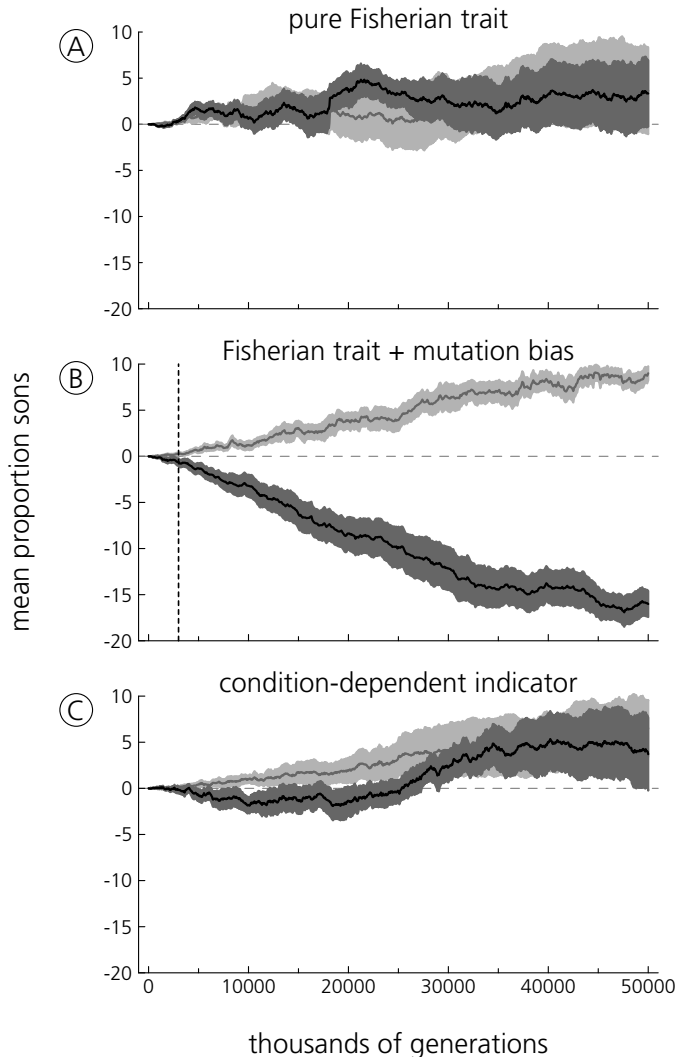 pure Fisherian trait
A
10
5
0
-5
-10
-15
-20
Fisherian trait + mutation bias
B
10
5
0
-5
-10
-15
-20
mean proportion sons
condition-dependent indicator
C
10
5
0
-5
-10
-15
-20
0 10000 20000 30000 40000 50000
thousands of generations